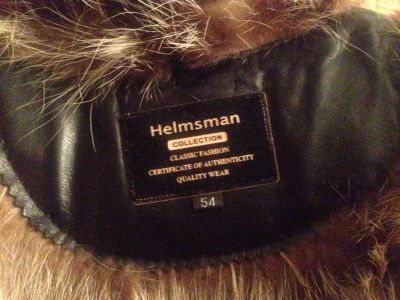 Helmsman
COLLECTION
CLASSIC FASHION
CERTIFICATE OF AUTHENTICITY
QUALITY WEAR
54